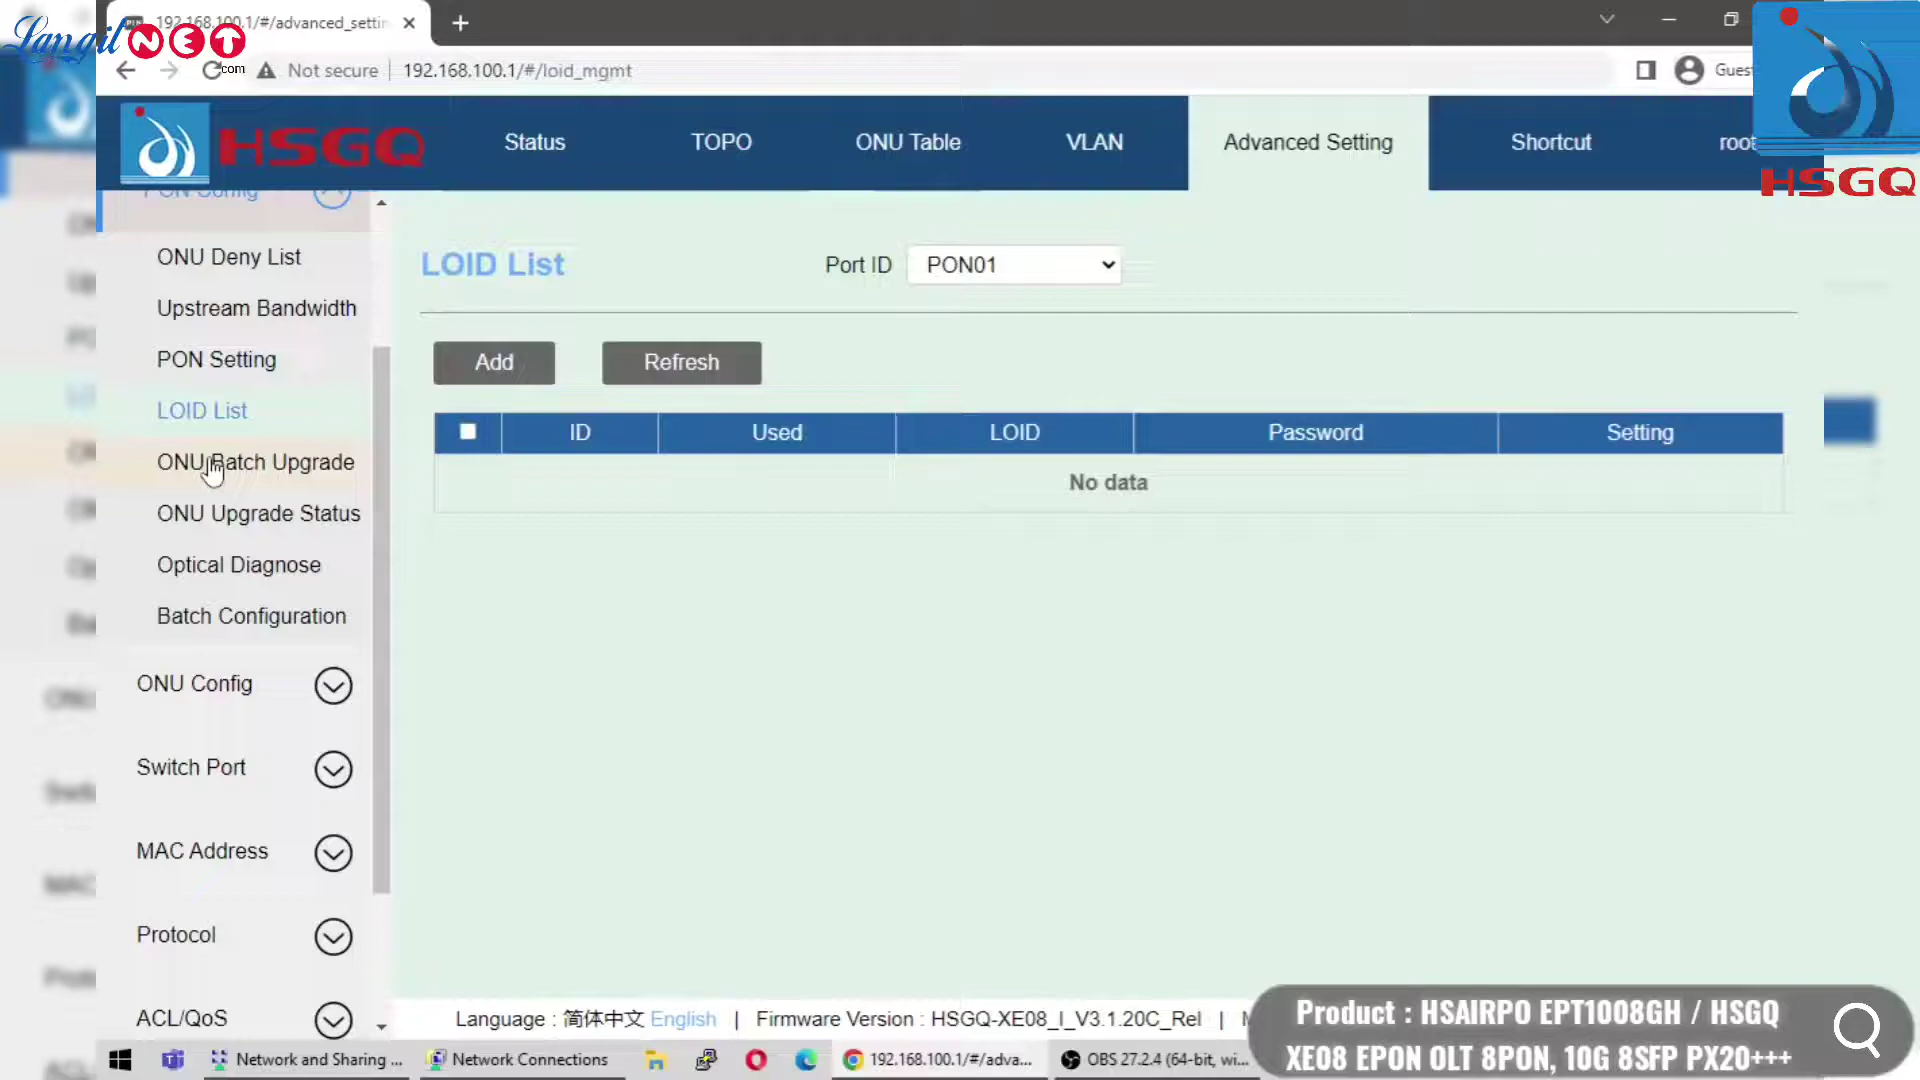 192.168.100.1/#/advanced_settin
LangilNET
.com
Not secure
192.168.100.1/#/loid_mgmt
Guest
HSGQ
Status
TOPO
ONU Table
VLAN
Advanced Setting
Shortcut
root
HSGQ
PON Config
ONU Deny List
Upstream Bandwidth
PON Setting
LOID List
ONU Batch Upgrade
ONU Upgrade Status
Optical Diagnose
Batch Configuration
ONU Config
Switch Port
MAC Address
Protocol
ACL/QoS
LOID List
Port ID
PON01
Add
Refresh
ID
Used
LOID
Password
Setting
No data
Language : 简体中文 English | Firmware Version : HSGQ-XE08_I_V3.1.20C_Rel |
Product : HSAIRPO EPT1008GH / HSGQ
XE08 EPON OLT 8PON, 10G 8SFP PX20+++
Network and Sharing ...
Network Connections
192.168.100.1/#/adva...
OBS 27.2.4 (64-bit, wi...